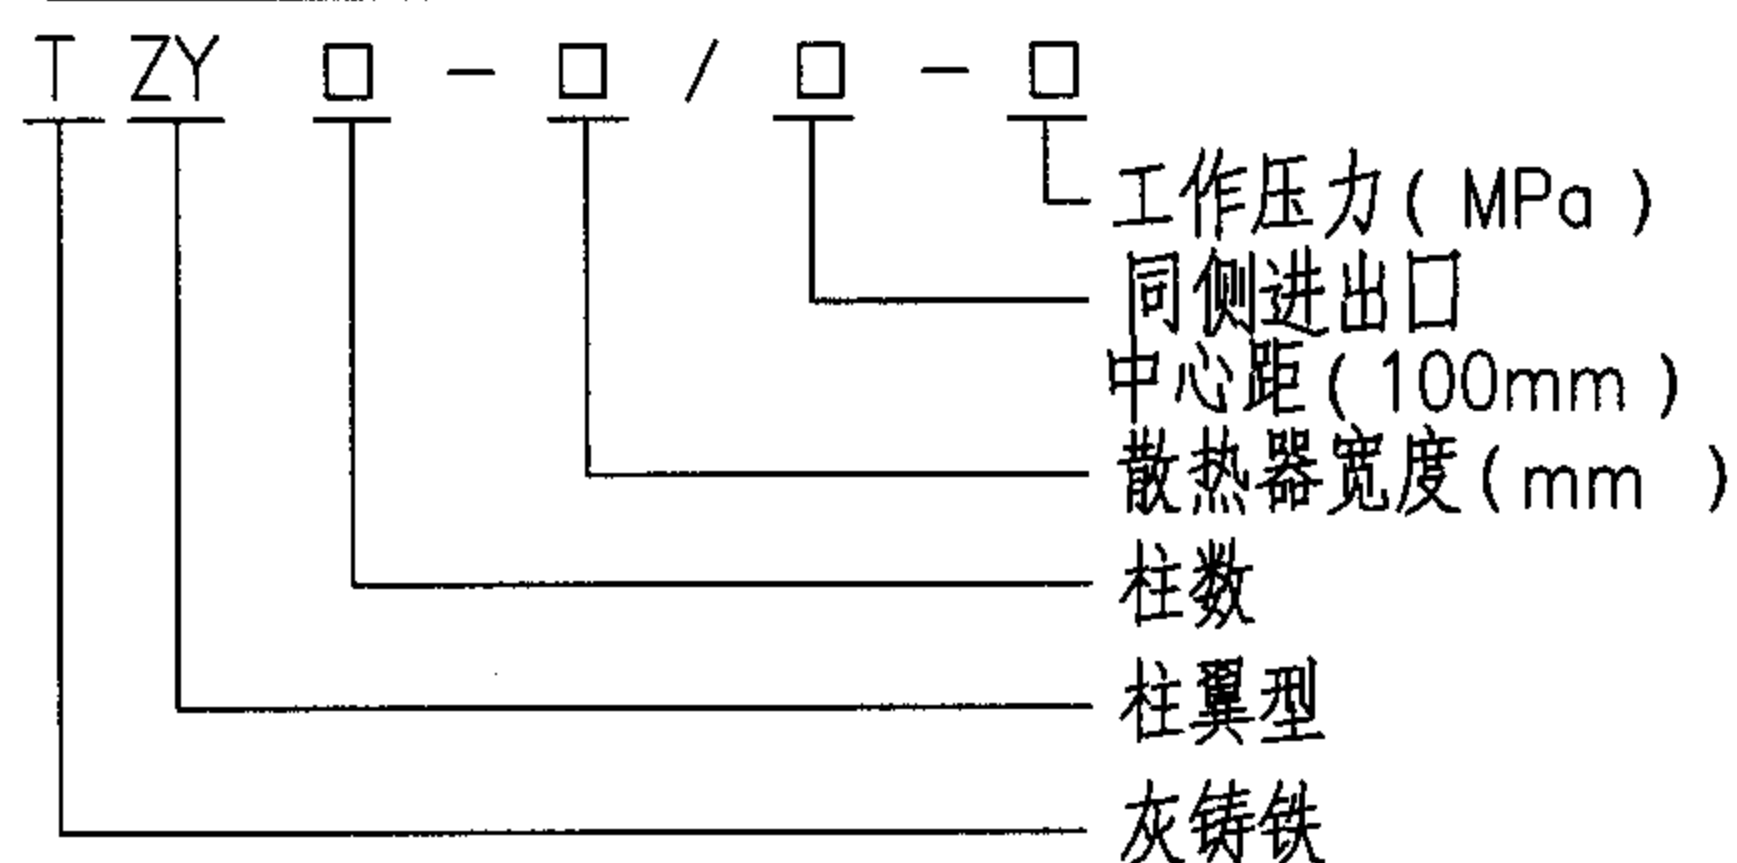 T ZY □ - □ / □ - □
工作压力( MPa )
同侧进出口
中心距(100mm)
散热器宽度(mm )
柱数
柱翼型
灰铸铁